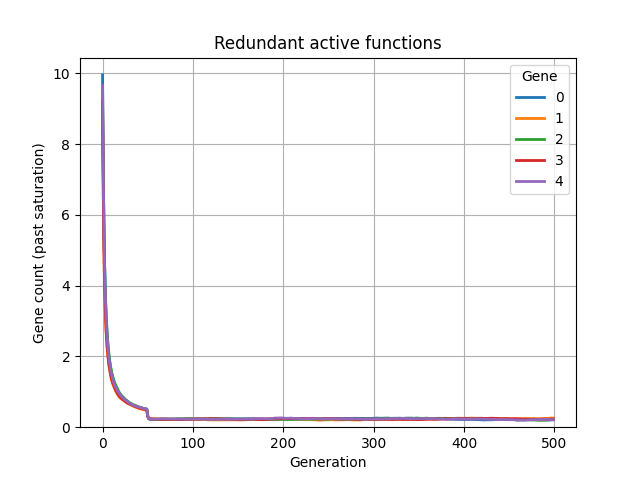 Redundant active functions
Gene count (past saturation)
10
8
6
4
2
0
0 100 200 300 400 500
Generation
Gene
0
1
2
3
4